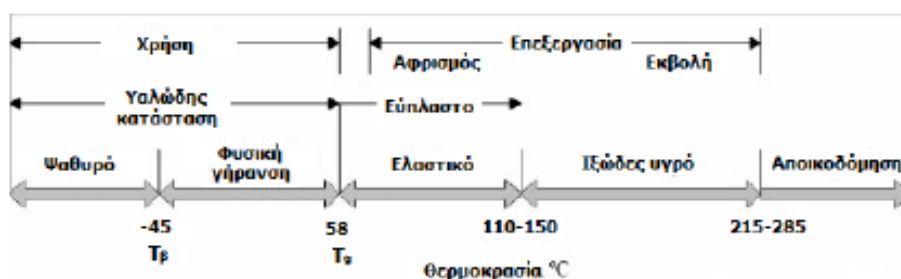 Χρήση Επεξεργασία
Αφρισμός Εκβολή
Υαλώδης
κατάσταση
Εύπλαστο
Ψαθυρό
Φυσική
γήρανση
Ελαστικό Ιξώδες υγρό Αποικοδόμηση
-45 58 110-150 215-285
Tβ Tg
θερμοκρασία °C